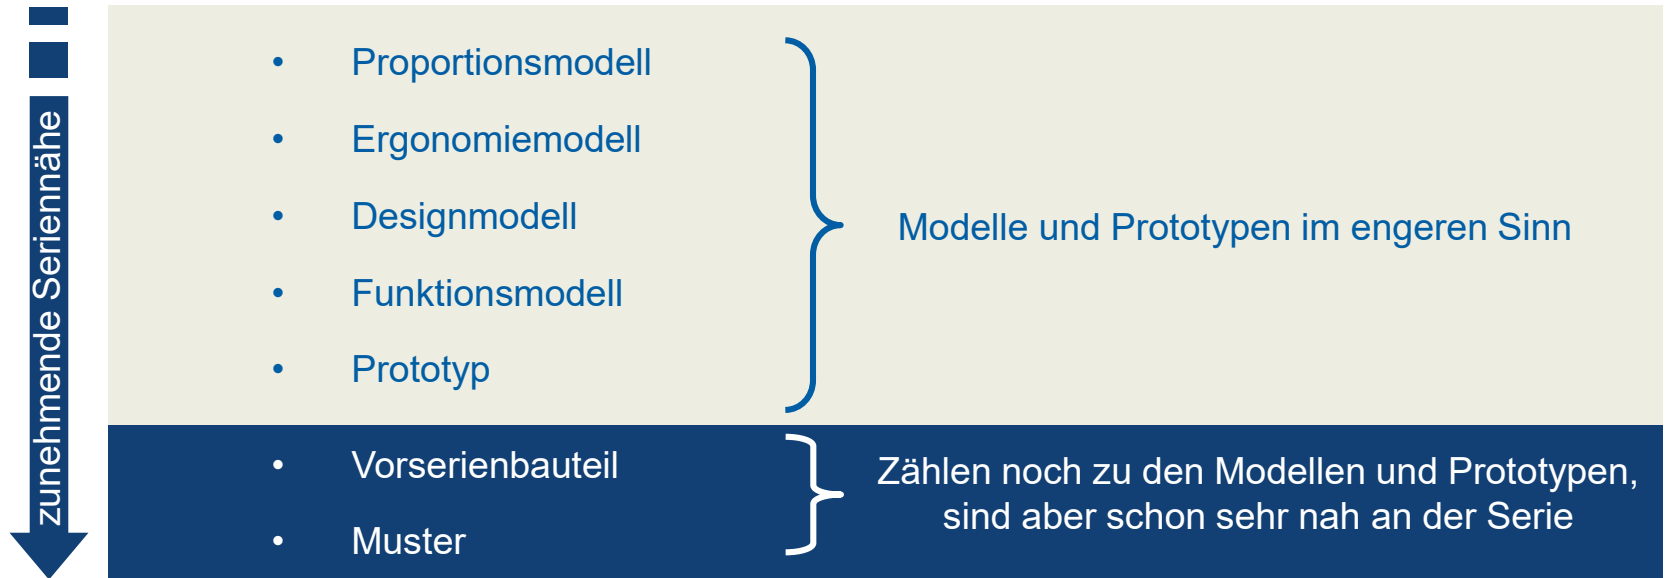 zunehmende Seriennähe
• Proportionsmodell
• Ergonomiemodell
• Designmodell
• Funktionsmodell
• Prototyp
Modelle und Prototypen im engeren Sinn
• Vorserienbauteil
• Muster
Zählen noch zu den Modellen und Prototypen,
sind aber schon sehr nah an der Serie